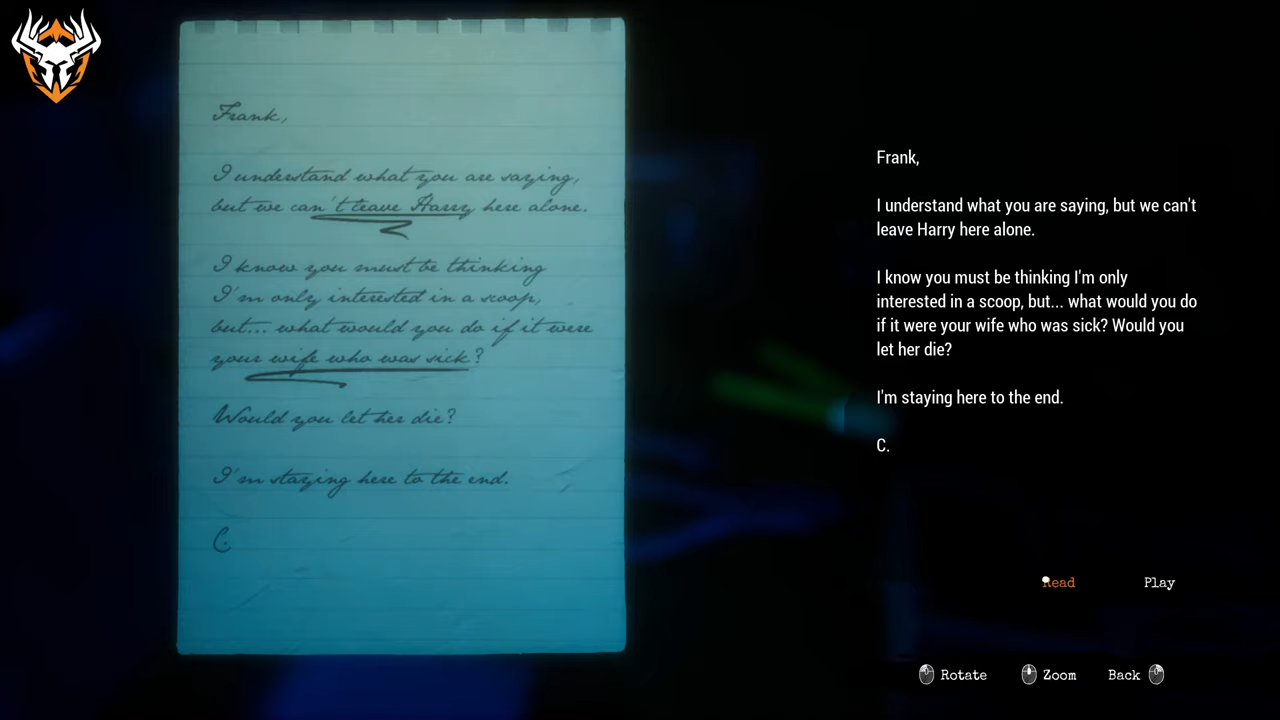 Frank,
I understand what you are saying,
but we can't leave Harry here alone.
I know you must be thinking
I'm only interested in a scoop,
but... what would you do if it were
your wife who was sick?
Would you let her die?
I'm staying here to the end.
C.
Frank,
I understand what you are saying, but we can't
leave Harry here alone.
I know you must be thinking I'm only
interested in a scoop, but... what would you do
if it were your wife who was sick? Would you
let her die?
I'm staying here to the end.
C.
Read Play
Rotate Zoom Back